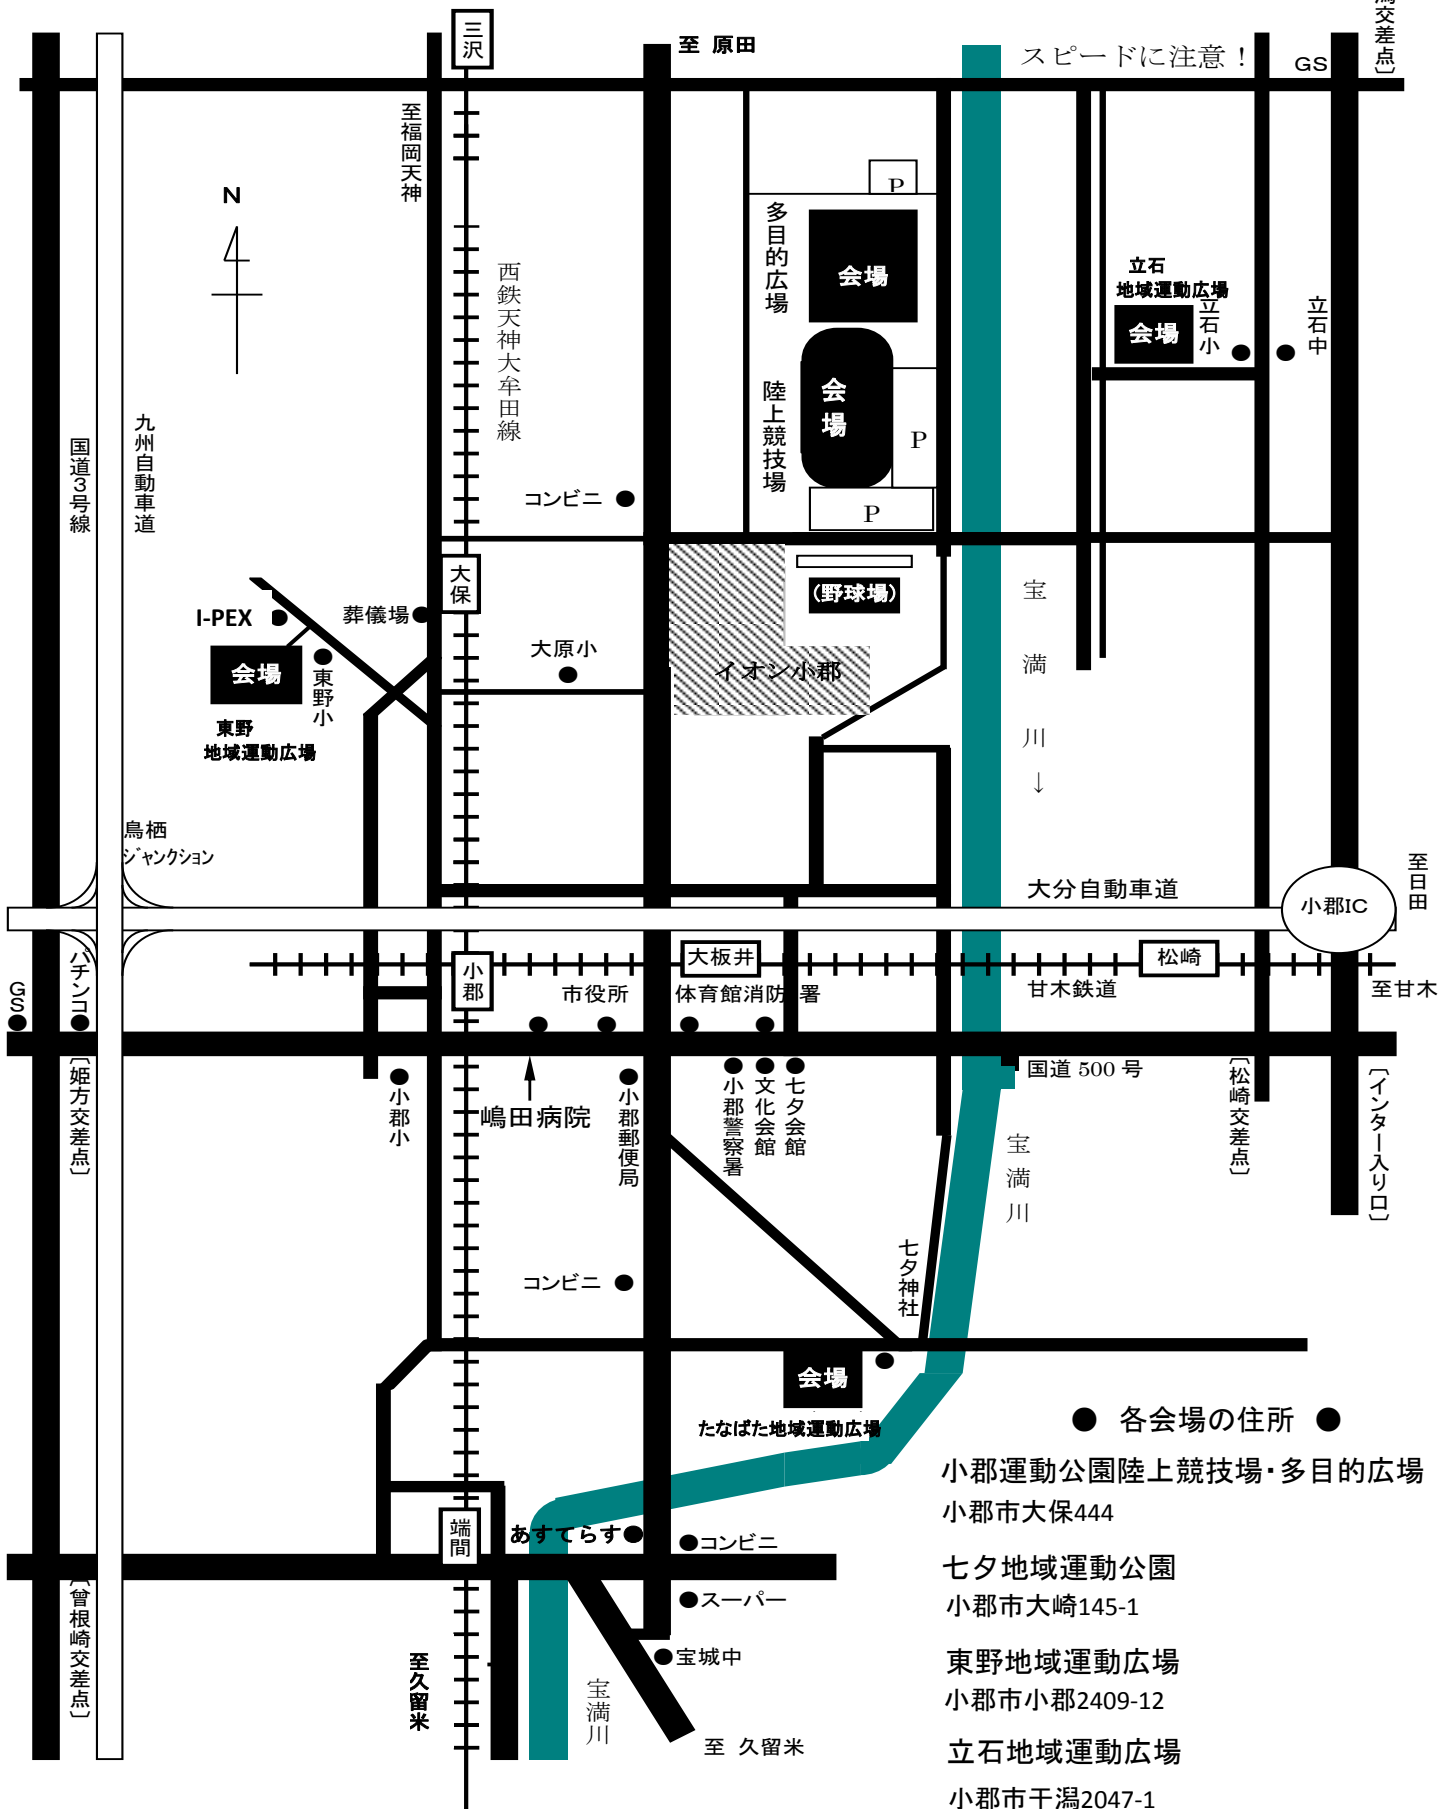 三沢
至 原田
スピードに注意！
GS
交差点〕
至福岡天神
N
P
多目的広場
会場
西鉄天神大牟田線
立石
地域運動広場
会場
立石小
立石中
陸上競技場
会場
P
P
国道３号線
九州自動車道
コンビニ
大保
I-PEX
葬儀場
会場
東野小
東野
地域運動広場
大原小
（野球場）
イオン小郡
宝満川
↓
鳥栖
ｼﾞｬﾝｸｼｮﾝ
大分自動車道
小郡IC
至日田
GS
パチンコ
小郡
大板井
松崎
市役所
体育館
消防署
甘木鉄道
至甘木
〔姫方交差点〕
小郡小
嶋田病院
小郡郵便局
小郡警察署
文化会館
七夕会館
国道 500 号
〔松崎交差点〕
〔インター入り口〕
宝満川
コンビニ
七夕神社
会場
たなばた地域運動広場
端間
あすてらす
コンビニ
スーパー
〔曾根崎交差点〕
至久留米
宝満川
宝城中
至 久留米
● 各会場の住所 ●
小郡運動公園陸上競技場・多目的広場
小郡市大保444
七夕地域運動公園
小郡市大崎145-1
東野地域運動広場
小郡市小郡2409-12
立石地域運動広場
小郡市干潟2047-1